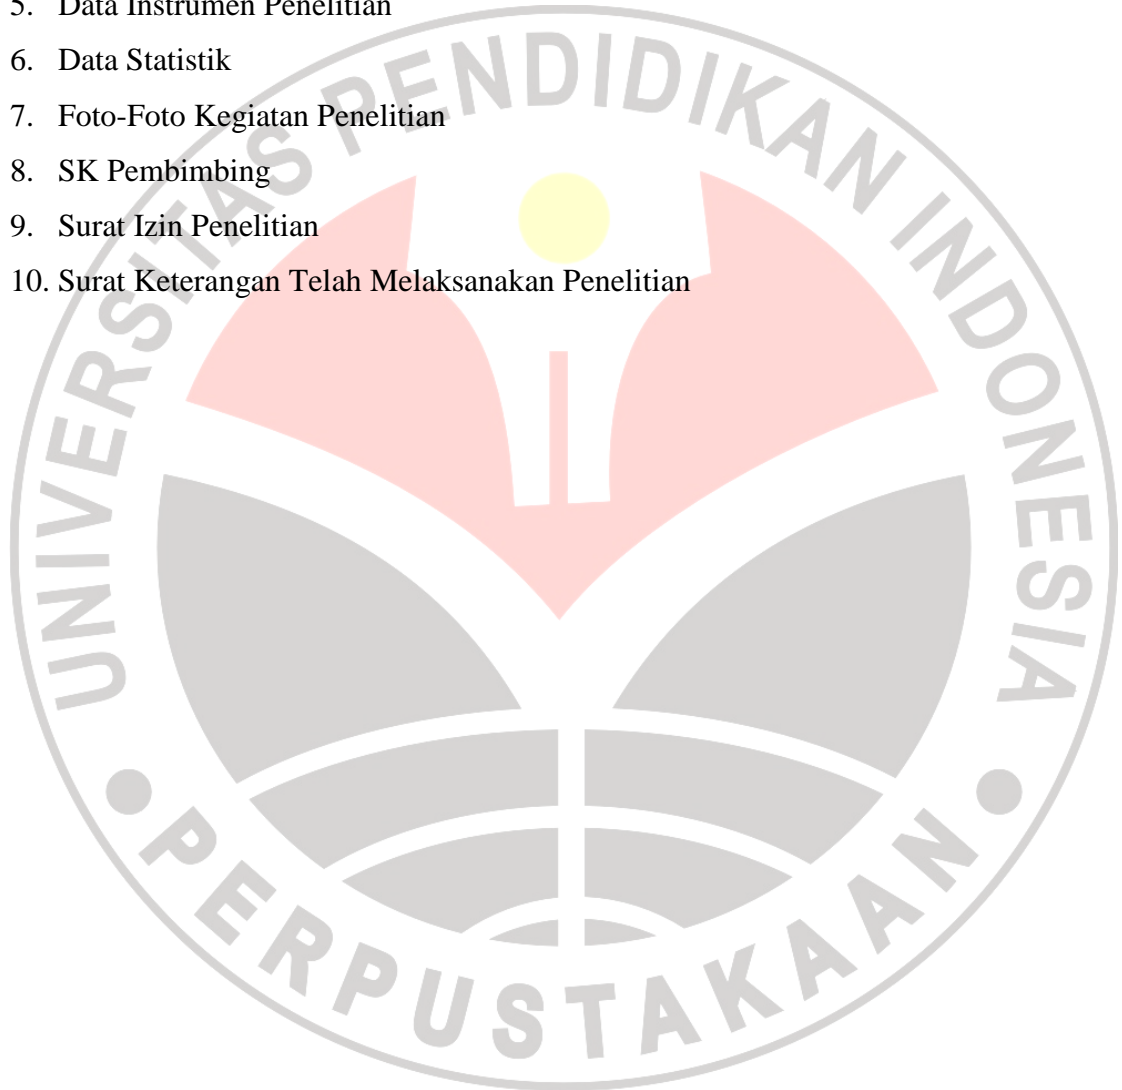 5. Data Instrumen Penelitian
6. Data Statistik
7. Foto-Foto Kegiatan Penelitian
8. SK Pembimbing
9. Surat Izin Penelitian
10. Surat Keterangan Telah Melaksanakan Penelitian
UNIVERSITAS PENDIDIKAN INDONESIA
PERPUSTAKAAN